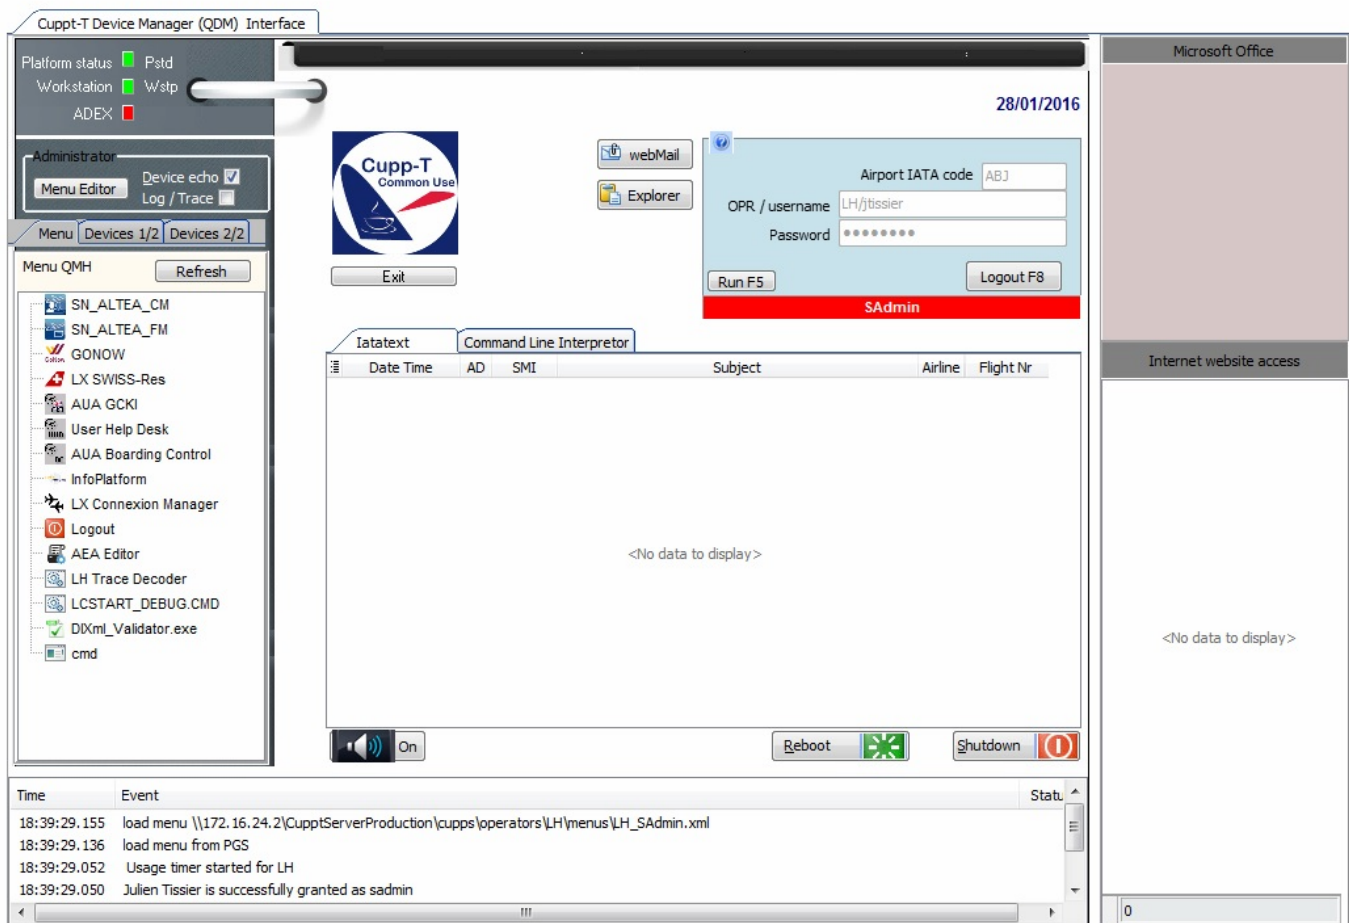 Cuppt-T Device Manager (QDM) Interface
Platform status Pstd
Workstation Wstp
ADEX
Administrator
Menu Editor
Device echo
Log / Trace
Menu Devices 1/2 Devices 2/2
Menu QMH Refresh
SN_ALTEA_CM
SN_ALTEA_FM
GONOW
LX SWISS-Res
AUA GCKI
User Help Desk
AUA Boarding Control
InfoPlatform
LX Connexion Manager
Logout
AEA Editor
LH Trace Decoder
LCSTART_DEBUG.CMD
DIXml_Validator.exe
cmd
28/01/2016
Cupp-T
Common Use
Exit
webMail
Explorer
Airport IATA code ABJ
OPR / username LH/jtissier
Password ••••••••
Run F5 Logout F8
SAdmin
Iatatext Command Line Interpretor
Date Time AD SMI Subject Airline Flight Nr
<No data to display>
On
Reboot
Shutdown
Time Event Statu
18:39:29.155 load menu \\172.16.24.2\CupptServerProduction\cupps\operators\LH\menus\LH_SAdmin.xml
18:39:29.136 load menu from PGS
18:39:29.052 Usage timer started for LH
18:39:29.050 Julien Tissier is successfully granted as sadmin
Microsoft Office
Internet website access
<No data to display>
0